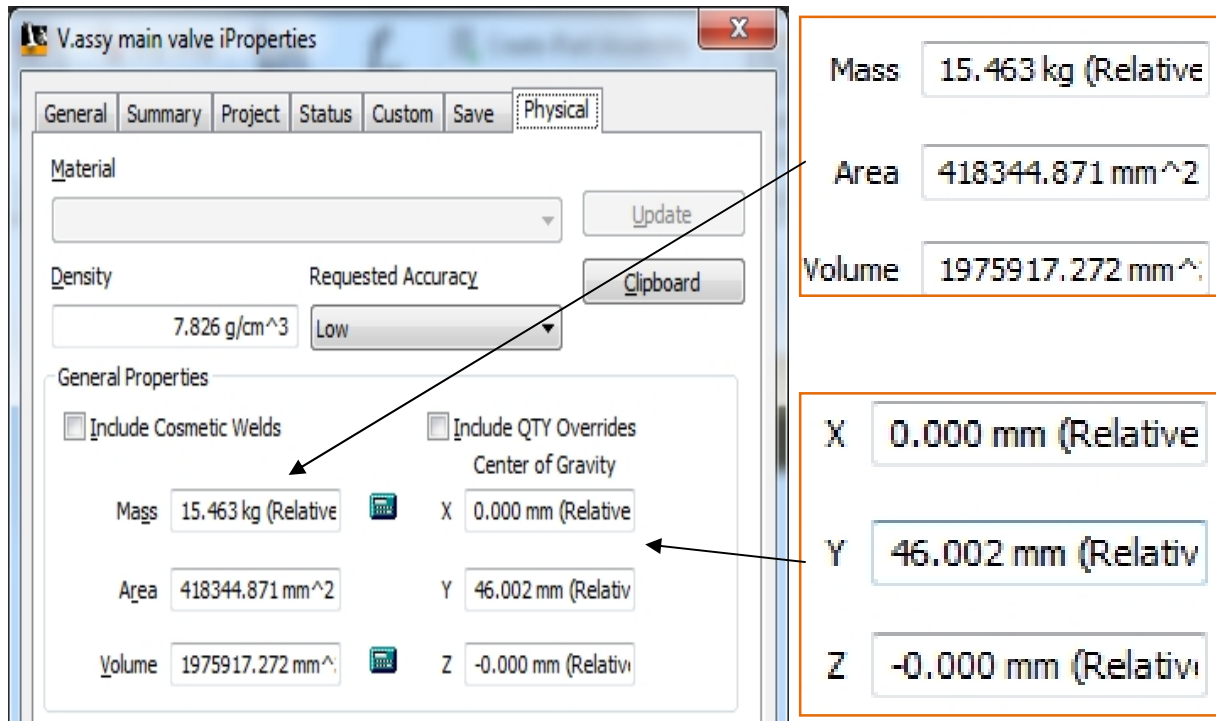 V.assy main valve iProperties
X
General Summary Project Status Custom Save Physical
Material
Update
Density Requested Accuracy Clipboard
7.826 g/cm^3 Low
General Properties
Include Cosmetic Welds Include QTY Overrides
Center of Gravity
Mass 15.463 kg (Relative X 0.000 mm (Relative
Area 418344.871 mm^2 Y 46.002 mm (Relativ
Volume 1975917.272 mm^ Z -0.000 mm (Relativ
Mass 15.463 kg (Relative
Area 418344.871 mm^2
Volume 1975917.272 mm^
X 0.000 mm (Relative
Y 46.002 mm (Relativ
Z -0.000 mm (Relativ